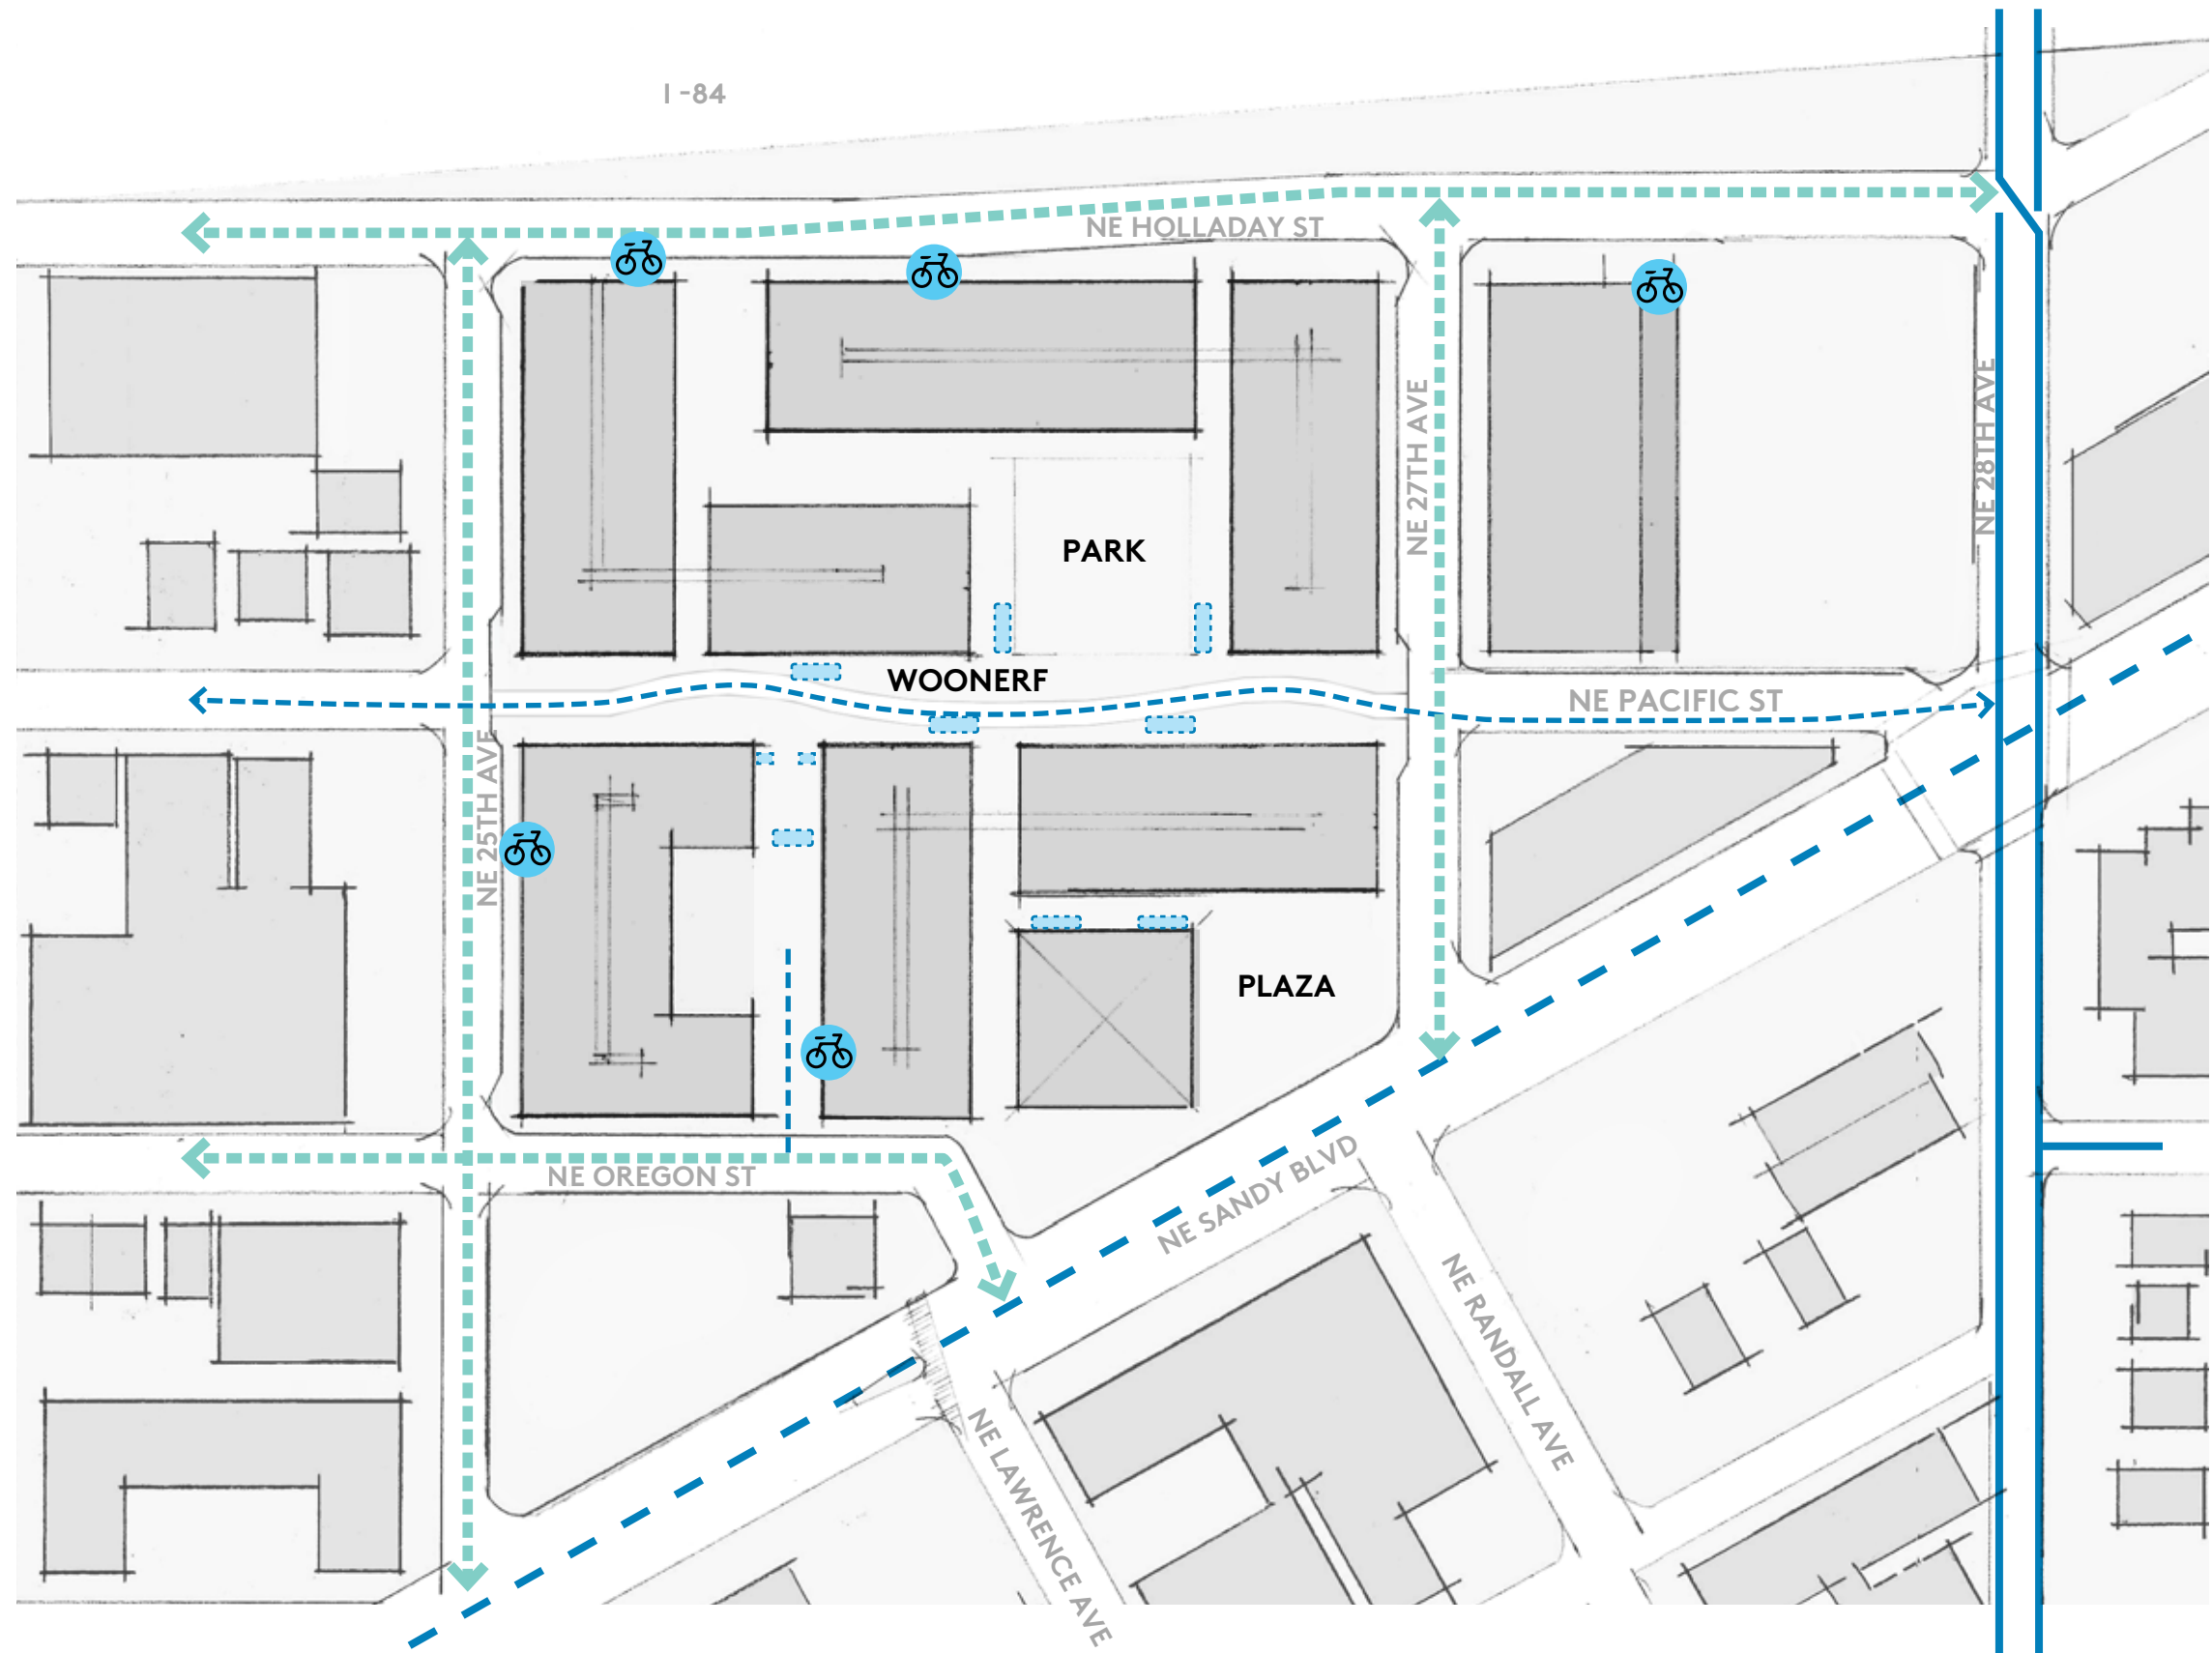 I-84
NE HOLLADAY ST
NE 27TH AVE
NE 28TH AVE
PARK
WOONERF
NE PACIFIC ST
NE 25TH AVE
PLAZA
NE OREGON ST
NE SANDY BLVD
NE RANDALL AVE
NE LAWRENCE AVE